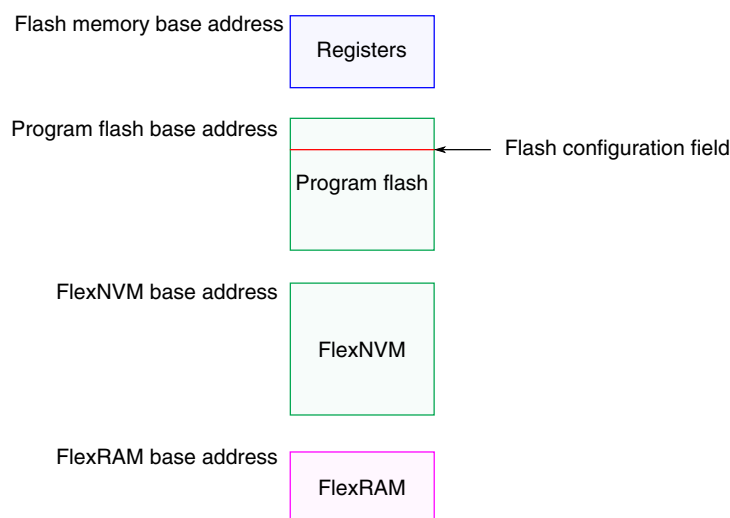 Flash memory base address
Registers
Program flash base address
Flash configuration field
Program flash
FlexNVM base address
FlexNVM
FlexRAM base address
FlexRAM